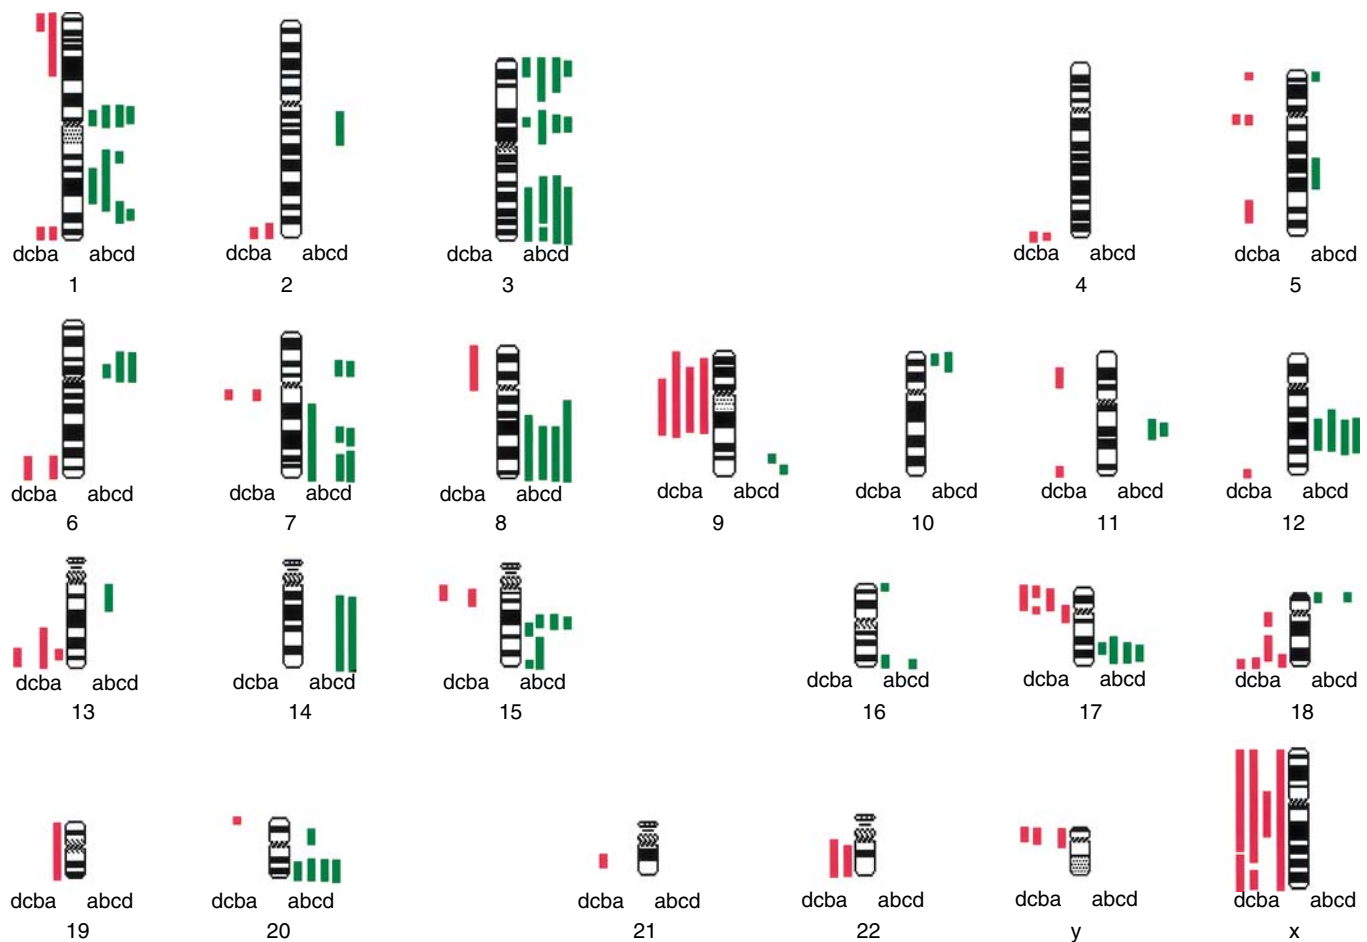 dcba abcd dcba abcd dcba abcd dcba abcd dcba abcd
1 2 3 4 5
dcba abcd dcba abcd dcba abcd dcba abcd dcba abcd dcba abcd dcba abcd
6 7 8 9 10 11 12
dcba abcd dcba abcd dcba abcd dcba abcd dcba abcd dcba abcd
13 14 15 16 17 18
dcba abcd dcba abcd dcba abcd dcba abcd dcba abcd dcba abcd
19 20 21 22 y x